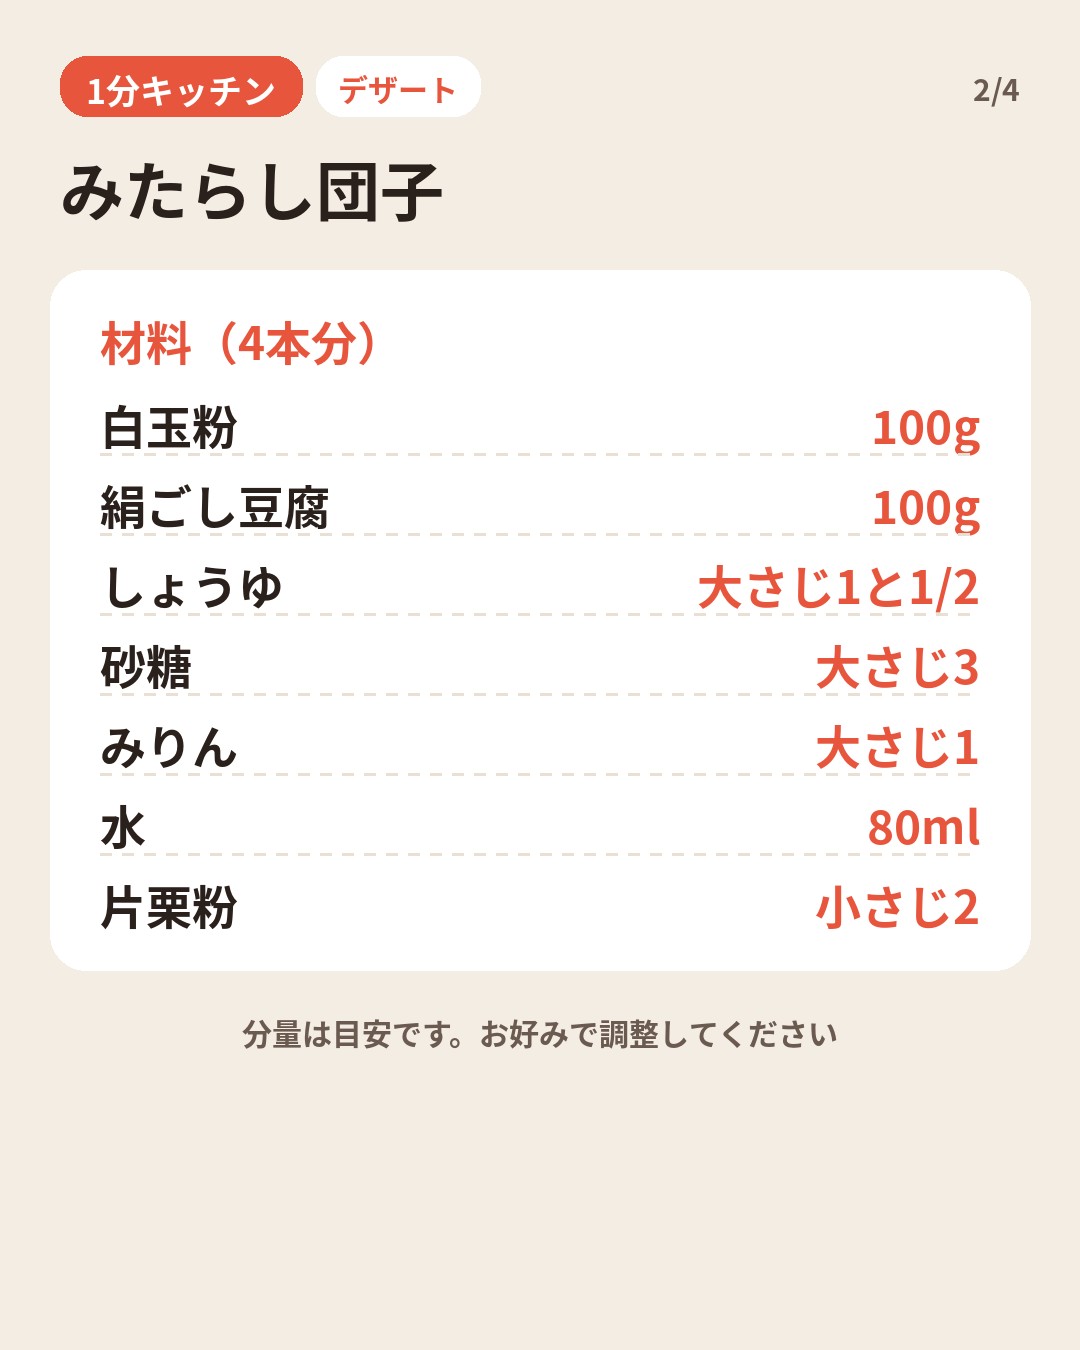 1分キッチン デザート 2/4
みたらし団子
材料（4本分）
白玉粉 100g
絹ごし豆腐 100g
しょうゆ 大さじ1と1/2
砂糖 大さじ3
みりん 大さじ1
水 80ml
片栗粉 小さじ2
分量は目安です。お好みで調整してください